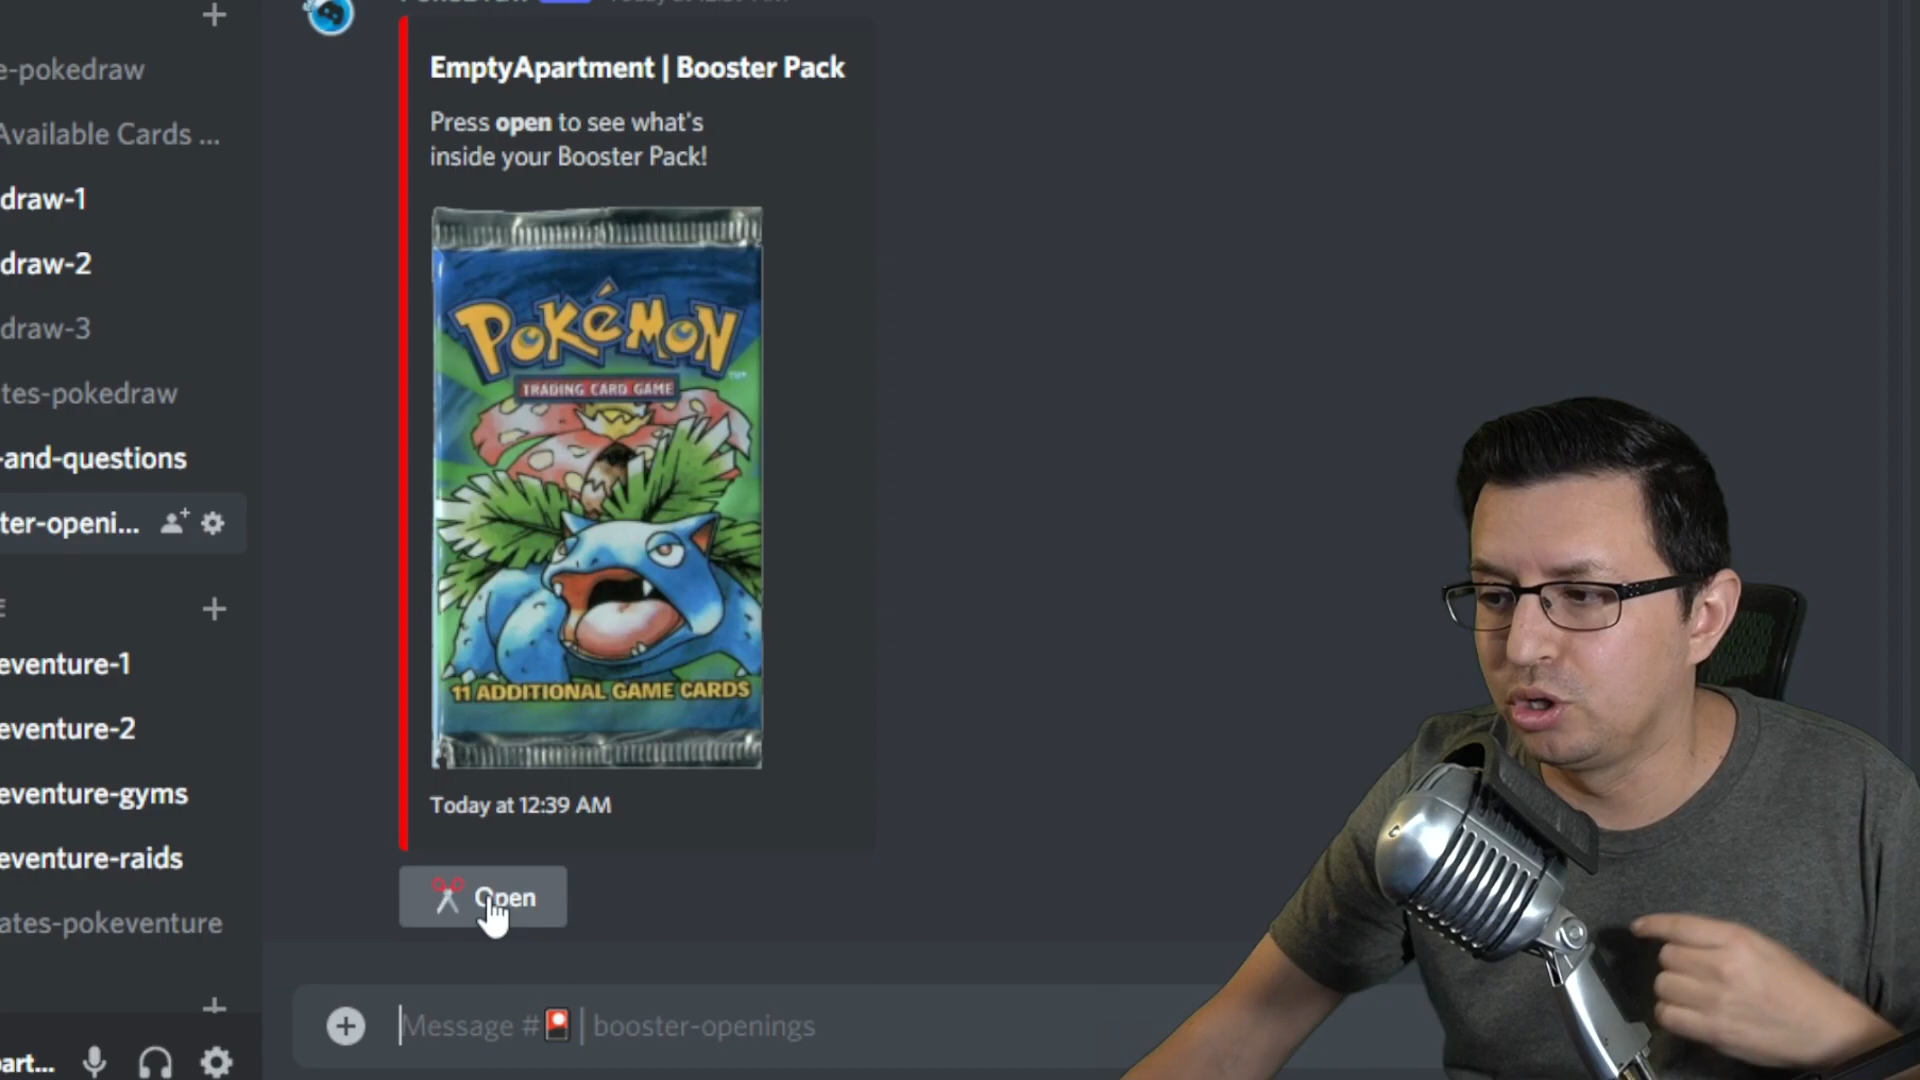 e-pokedraw
Available Cards ...
draw-1
draw-2
draw-3
tes-pokedraw
-and-questions
ter-openi...
eventure-1
eventure-2
eventure-gyms
eventure-raids
ates-pokeventure
art...
EmptyApartment | Booster Pack
Press open to see what's
inside your Booster Pack!
POKéMON
TRADING CARD GAME
11 ADDITIONAL GAME CARDS
Today at 12:39 AM
Open
Message #🎴 | booster-openings